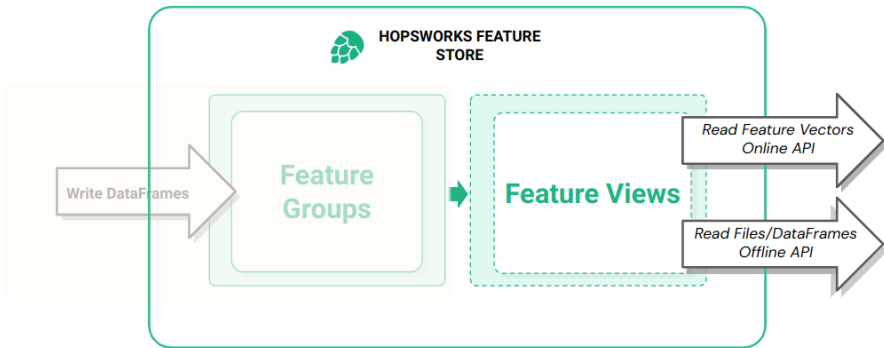 HOPSWORKS FEATURE
STORE
Write DataFrames
Feature
Groups
Feature Views
Read Feature Vectors
Online API
Read Files/DataFrames
Offline API